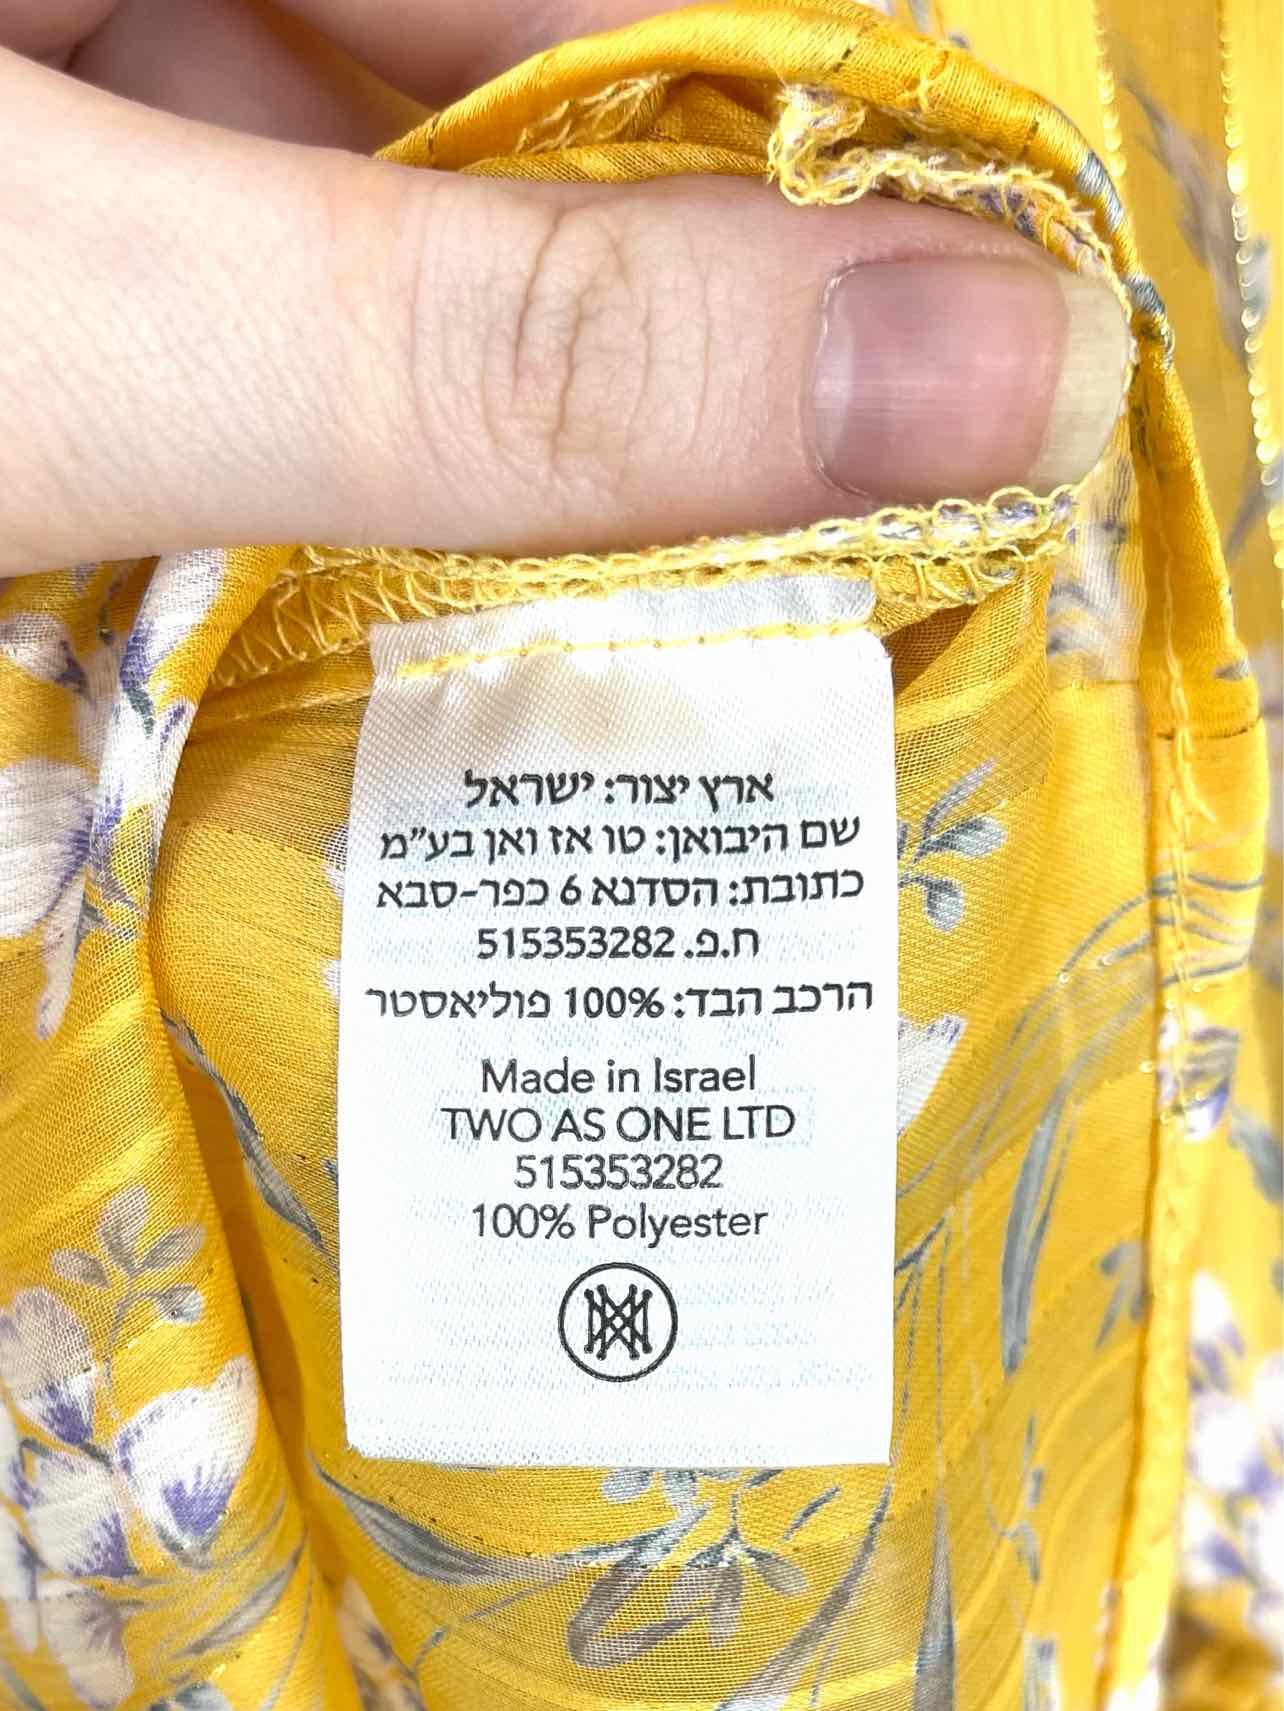 ארץ יצור: ישראל
שם היבואן: טו אז וואן בע"מ
כתובת: הסדנא 6 כפר-סבא
ח.פ. 515353282
הרכב הבד: 100% פוליאסטר
Made in Israel
TWO AS ONE LTD
515353282
100% Polyester